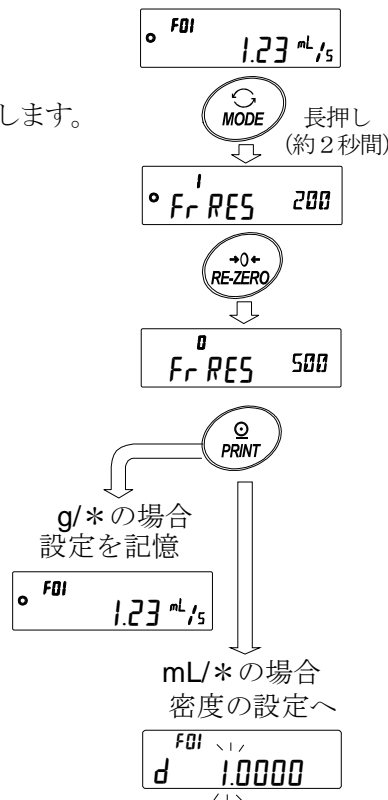 F01
1.23 mL/s
します。
MODE
長押し
(約２秒間)
1
Fr RES 200
→0←
RE-ZERO
0
Fr RES 500
PRINT
g/＊の場合
設定を記憶
F01
1.23 mL/s
mL/＊の場合
密度の設定へ
F01
d 1.0000